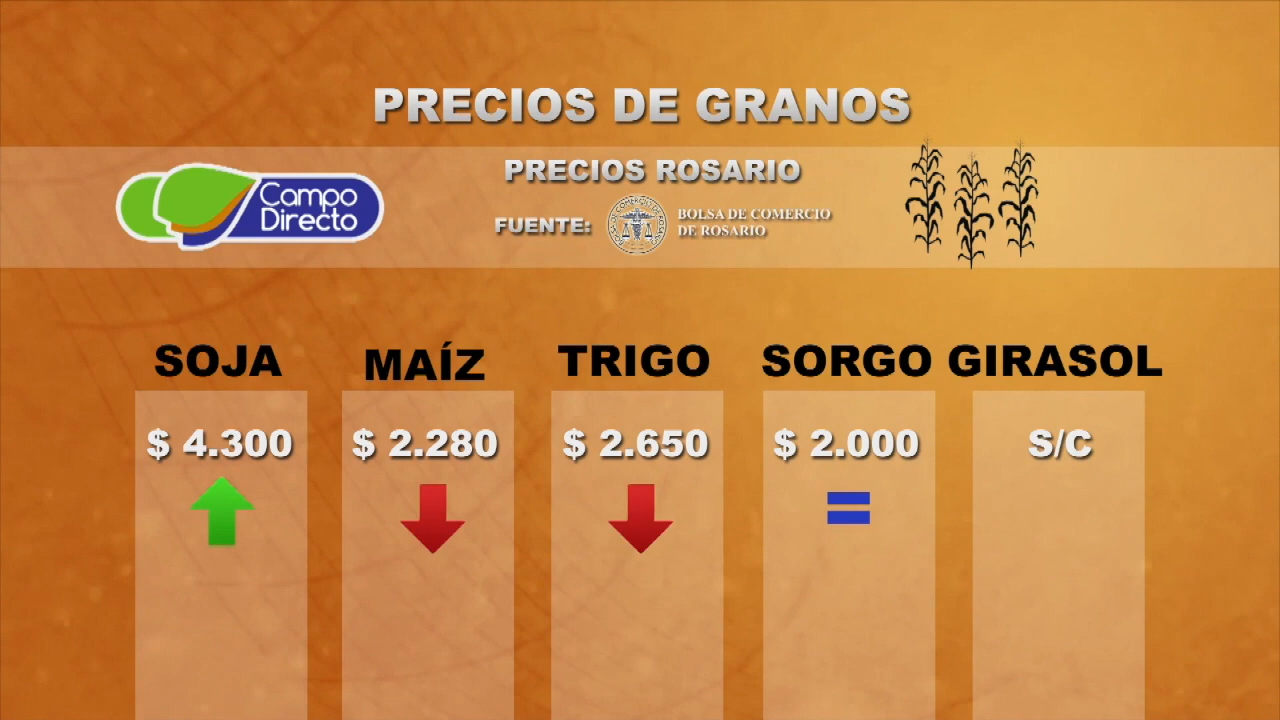 PRECIOS DE GRANOS
PRECIOS ROSARIO
Campo
Directo
FUENTE:
BOLSA DE COMERCIO
DE ROSARIO
SOJA MAÍZ TRIGO SORGO GIRASOL
$ 4.300 $ 2.280 $ 2.650 $ 2.000 S/C